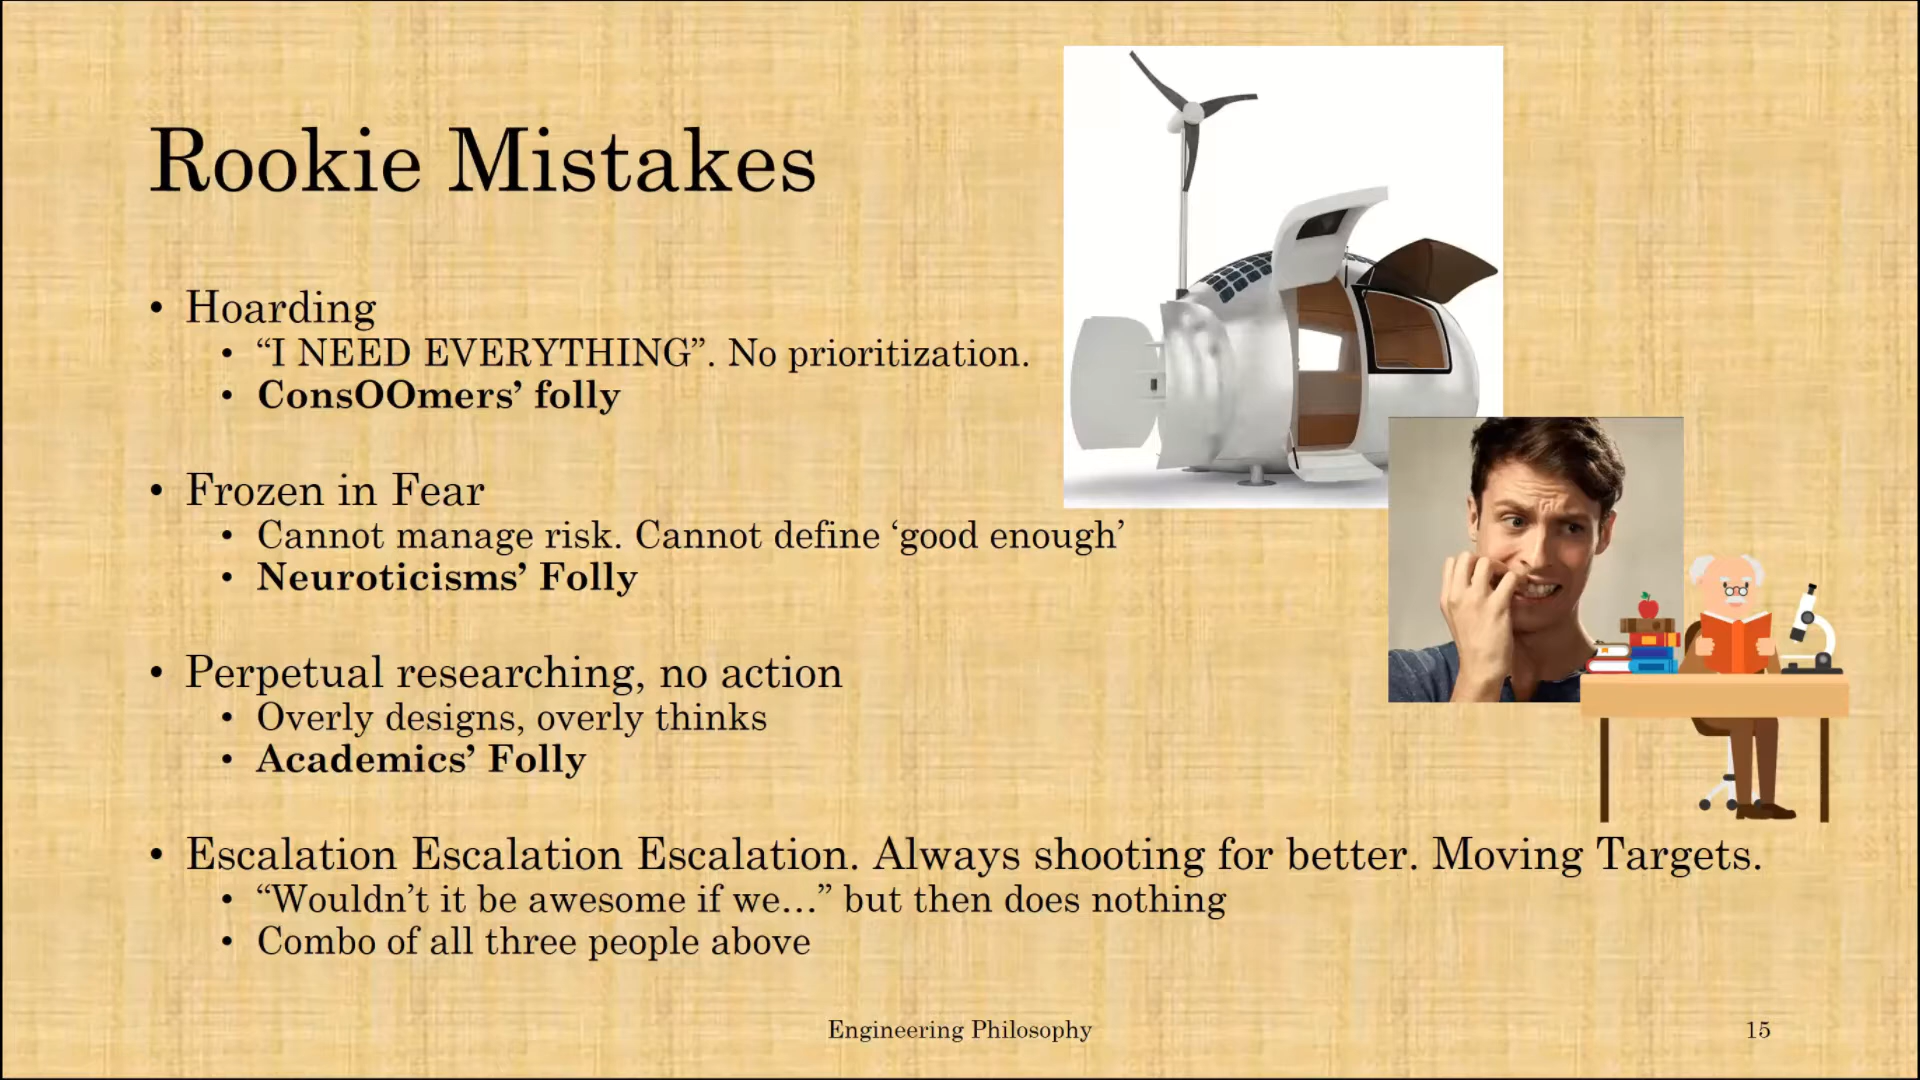 Rookie Mistakes
• Hoarding
• “I NEED EVERYTHING”. No prioritization.
• ConsOOmers’ folly
• Frozen in Fear
• Cannot manage risk. Cannot define ‘good enough’
• Neuroticisms’ Folly
• Perpetual researching, no action
• Overly designs, overly thinks
• Academics’ Folly
• Escalation Escalation Escalation. Always shooting for better. Moving Targets.
• “Wouldn’t it be awesome if we…” but then does nothing
• Combo of all three people above
Engineering Philosophy
15